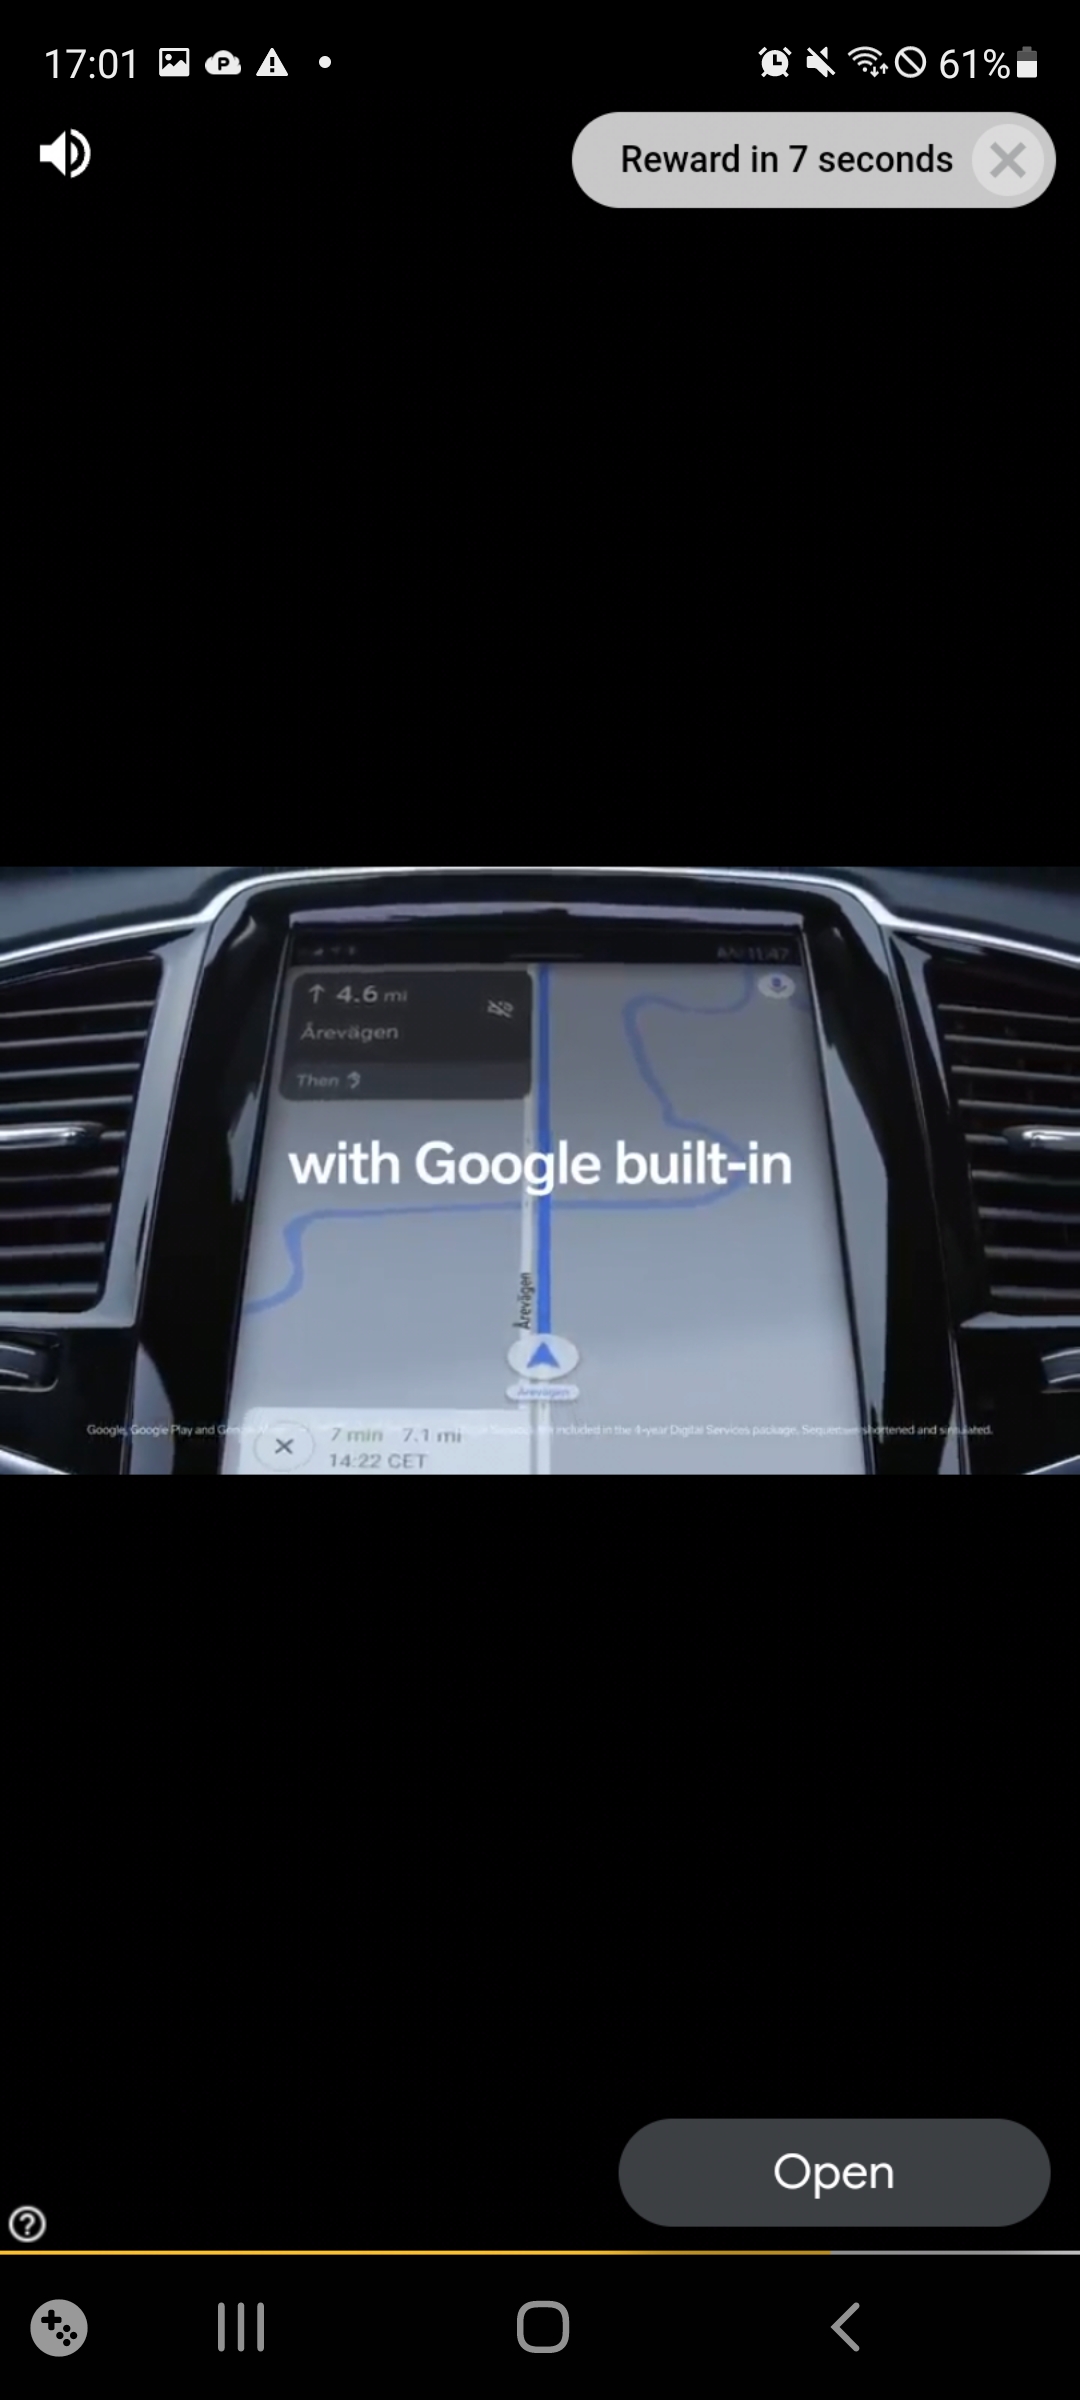 17:01
61%
Reward in 7 seconds
4.6 mi
Årevägen
Then
with Google built-in
Årevägen
Årevägen
Google, Google Play and included in the 4-year Digital Services package. Sequences shortened and simulated.
7 min 7.1 mi
14:22 CET
Open